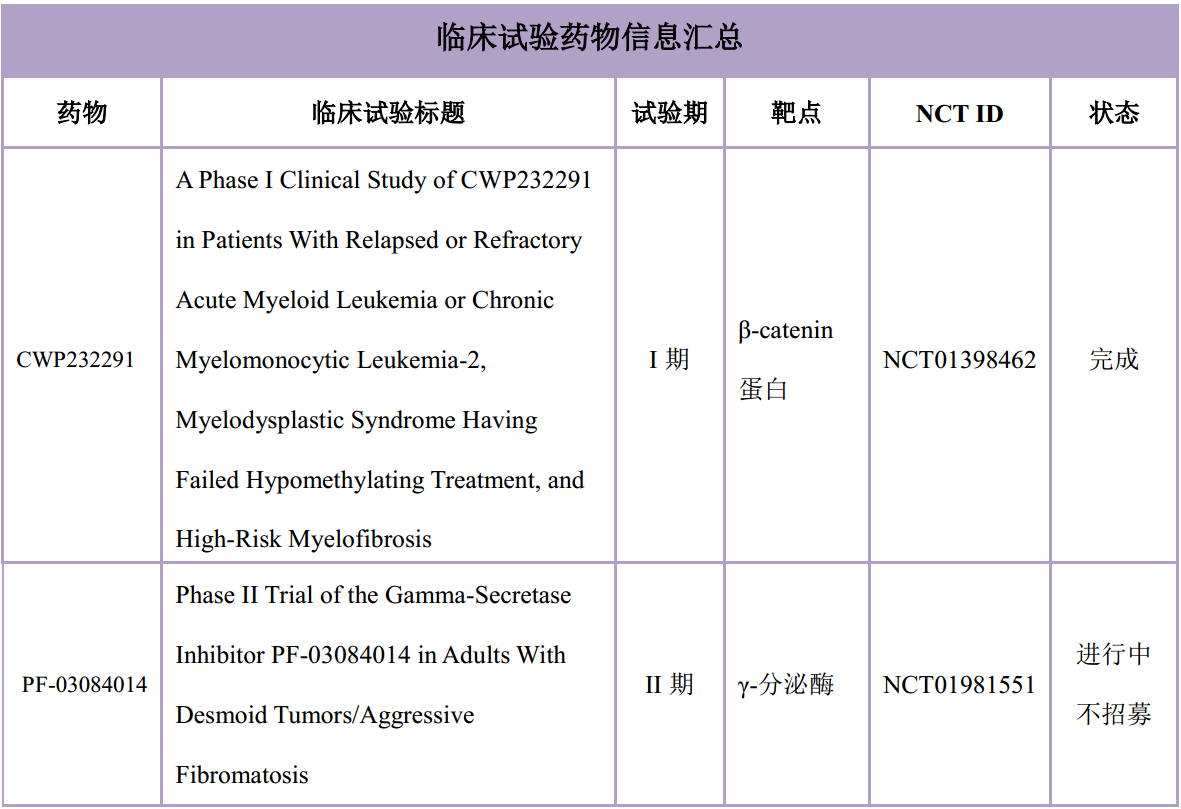 临床试验药物信息汇总
药物
临床试验标题
试验期
靶点
NCT ID
状态
CWP232291
A Phase I Clinical Study of CWP232291
in Patients With Relapsed or Refractory
Acute Myeloid Leukemia or Chronic
Myelomonocytic Leukemia-2,
Myelodysplastic Syndrome Having
Failed Hypomethylating Treatment, and
High-Risk Myelofibrosis
I 期
β-catenin
蛋白
NCT01398462
完成
PF-03084014
Phase II Trial of the Gamma-Secretase
Inhibitor PF-03084014 in Adults With
Desmoid Tumors/Aggressive
Fibromatosis
II 期
γ-分泌酶
NCT01981551
进行中
不招募